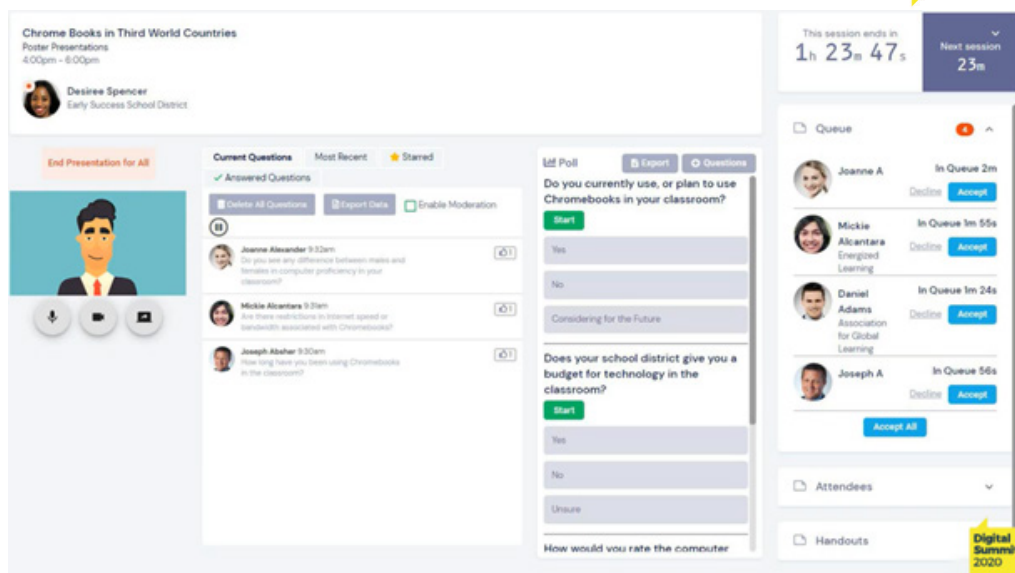 Chrome Books in Third World Countries
Poster Presentations
4:00pm - 6:00pm
Desiree Spencer
Early Success School District
This session ends in
1h 23m 47s
Next session
23m
End Presentation for All
Current Questions
Most Recent
Starred
Answered Questions
Delete All Questions
Export Data
Enable Moderation
Joanne Alexander 9:32am
Do you see any difference between males and
females in computer proficiency in your
classroom?
1
Mickie Alcantara 9:31am
Are there restrictions in internet speed or
bandwidth associated with Chromebooks?
1
Joseph Absher 9:30am
How long have you been using Chromebooks
in the classroom?
1
Poll
Export
Questions
Do you currently use, or plan to use
Chromebooks in your classroom?
Start
Yes
No
Considering for the Future
Does your school district give you a
budget for technology in the
classroom?
Start
Yes
No
Unsure
How would you rate the computer
Queue
4
Joanne A
In Queue 2m
Decline
Accept
Mickie
Alcantara
Energized
Learning
In Queue 1m 55s
Decline
Accept
Daniel
Adams
Association
for Global
Learning
In Queue 1m 24s
Decline
Accept
Joseph A
In Queue 56s
Decline
Accept
Accept All
Attendees
Handouts
Digital
Summit
2020